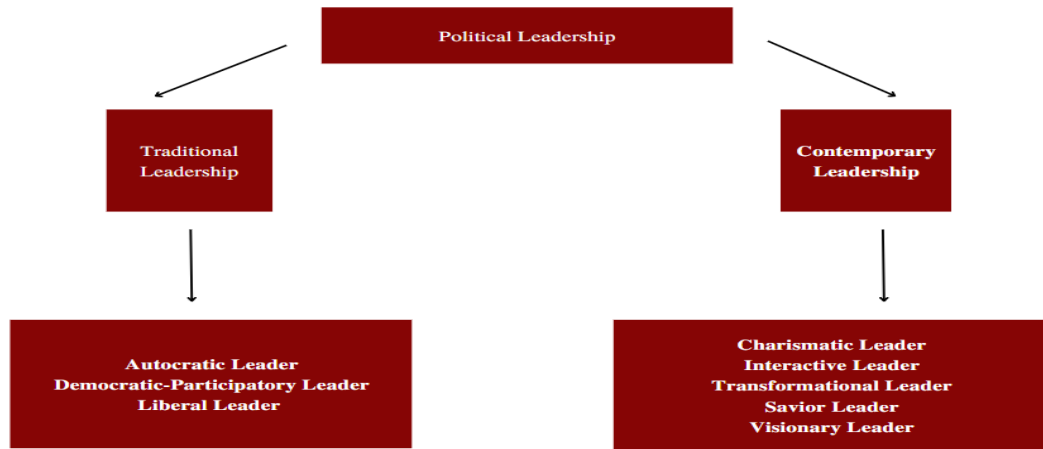 Political Leadership
Traditional
Leadership
Contemporary
Leadership
Autocratic Leader
Democratic-Participatory Leader
Liberal Leader
Charismatic Leader
Interactive Leader
Transformational Leader
Savior Leader
Visionary Leader